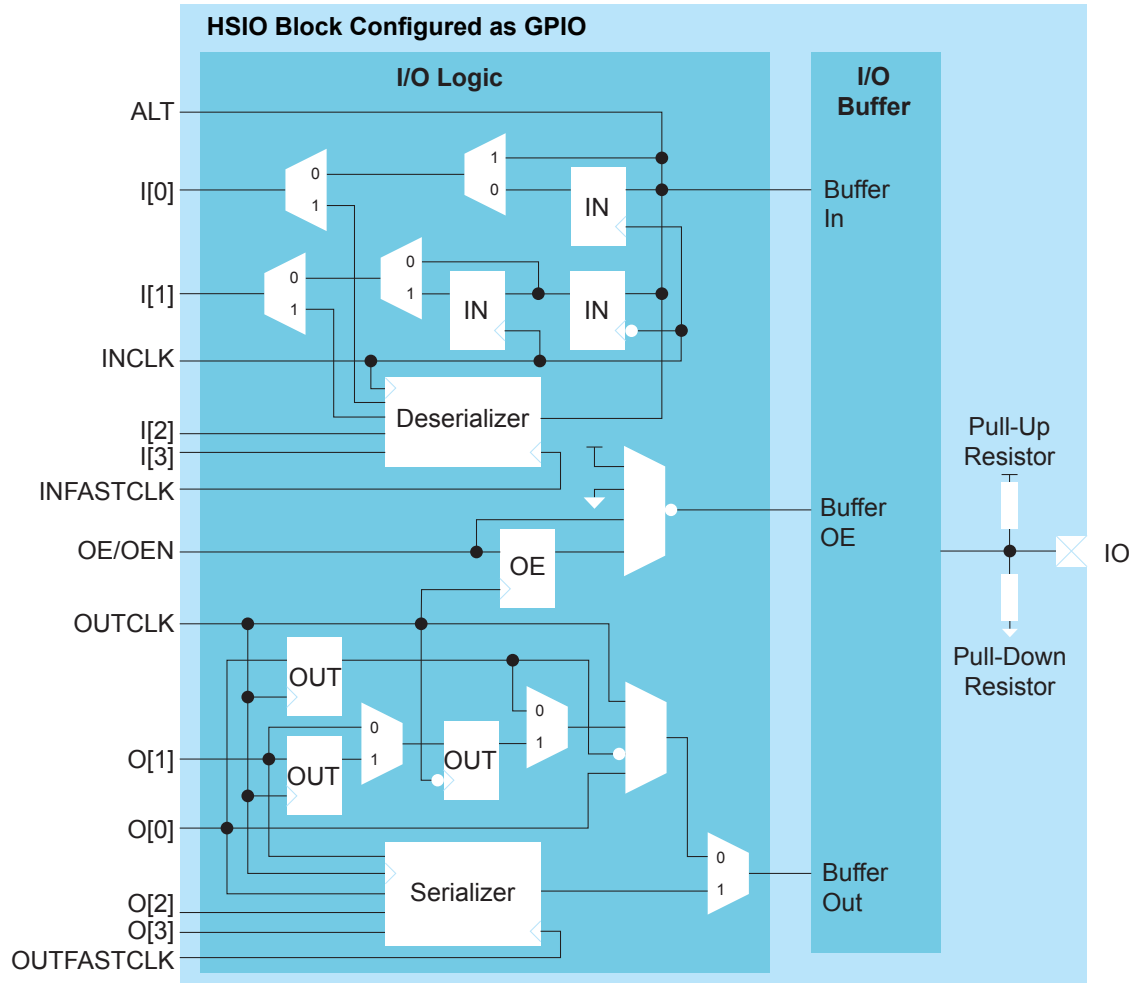 HSIO Block Configured as GPIO
I/O Logic
I/O
Buffer
ALT
I[0]
0
1
1
0
IN
Buffer
In
I[1]
0
1
0
1
IN
IN
INCLK
Deserializer
I[2]
I[3]
INFASTCLK
Pull-Up
Resistor
Buffer
OE
OE/OEN
OE
IO
OUTCLK
Pull-Down
Resistor
OUT
0
1
OUT
0
1
OUT
O[1]
O[0]
0
1
Buffer
Out
Serializer
O[2]
O[3]
OUTFASTCLK